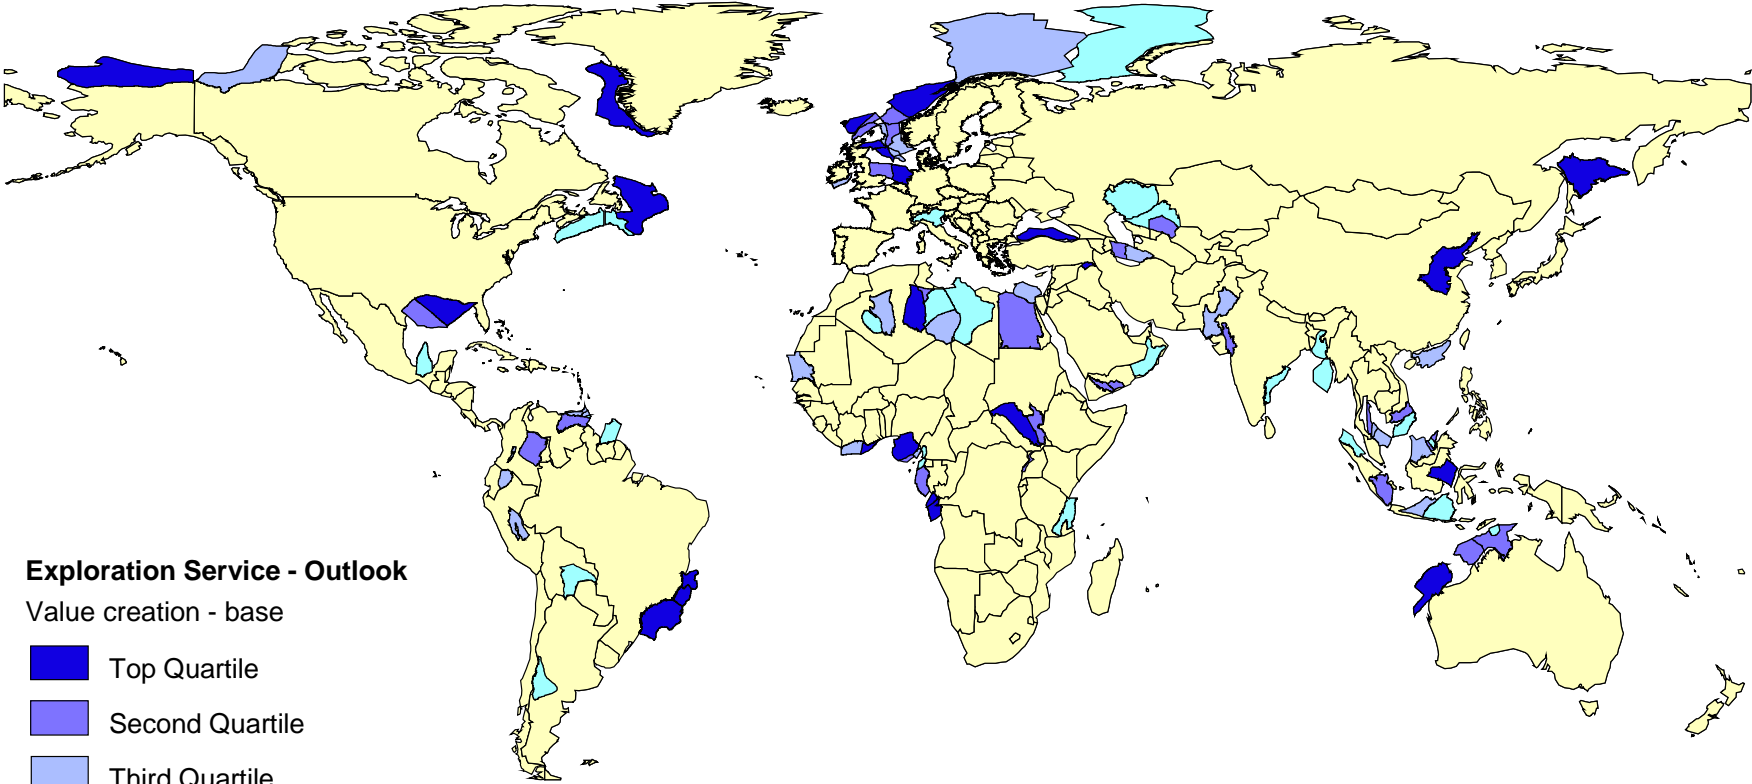 Exploration Service - Outlook
Value creation - base
Top Quartile
Second Quartile
Third Quartile